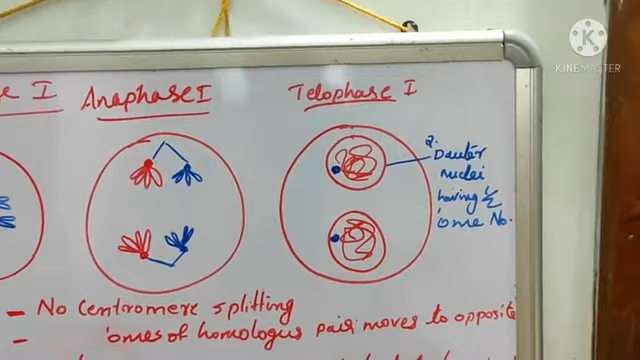 KINEMASTER
e I
Anaphase I
Telophase I
2.
Dauter
nuclei
having ½
'ome No.
- No Centromere splitting
- 'omes of homologus pair moves to opposite